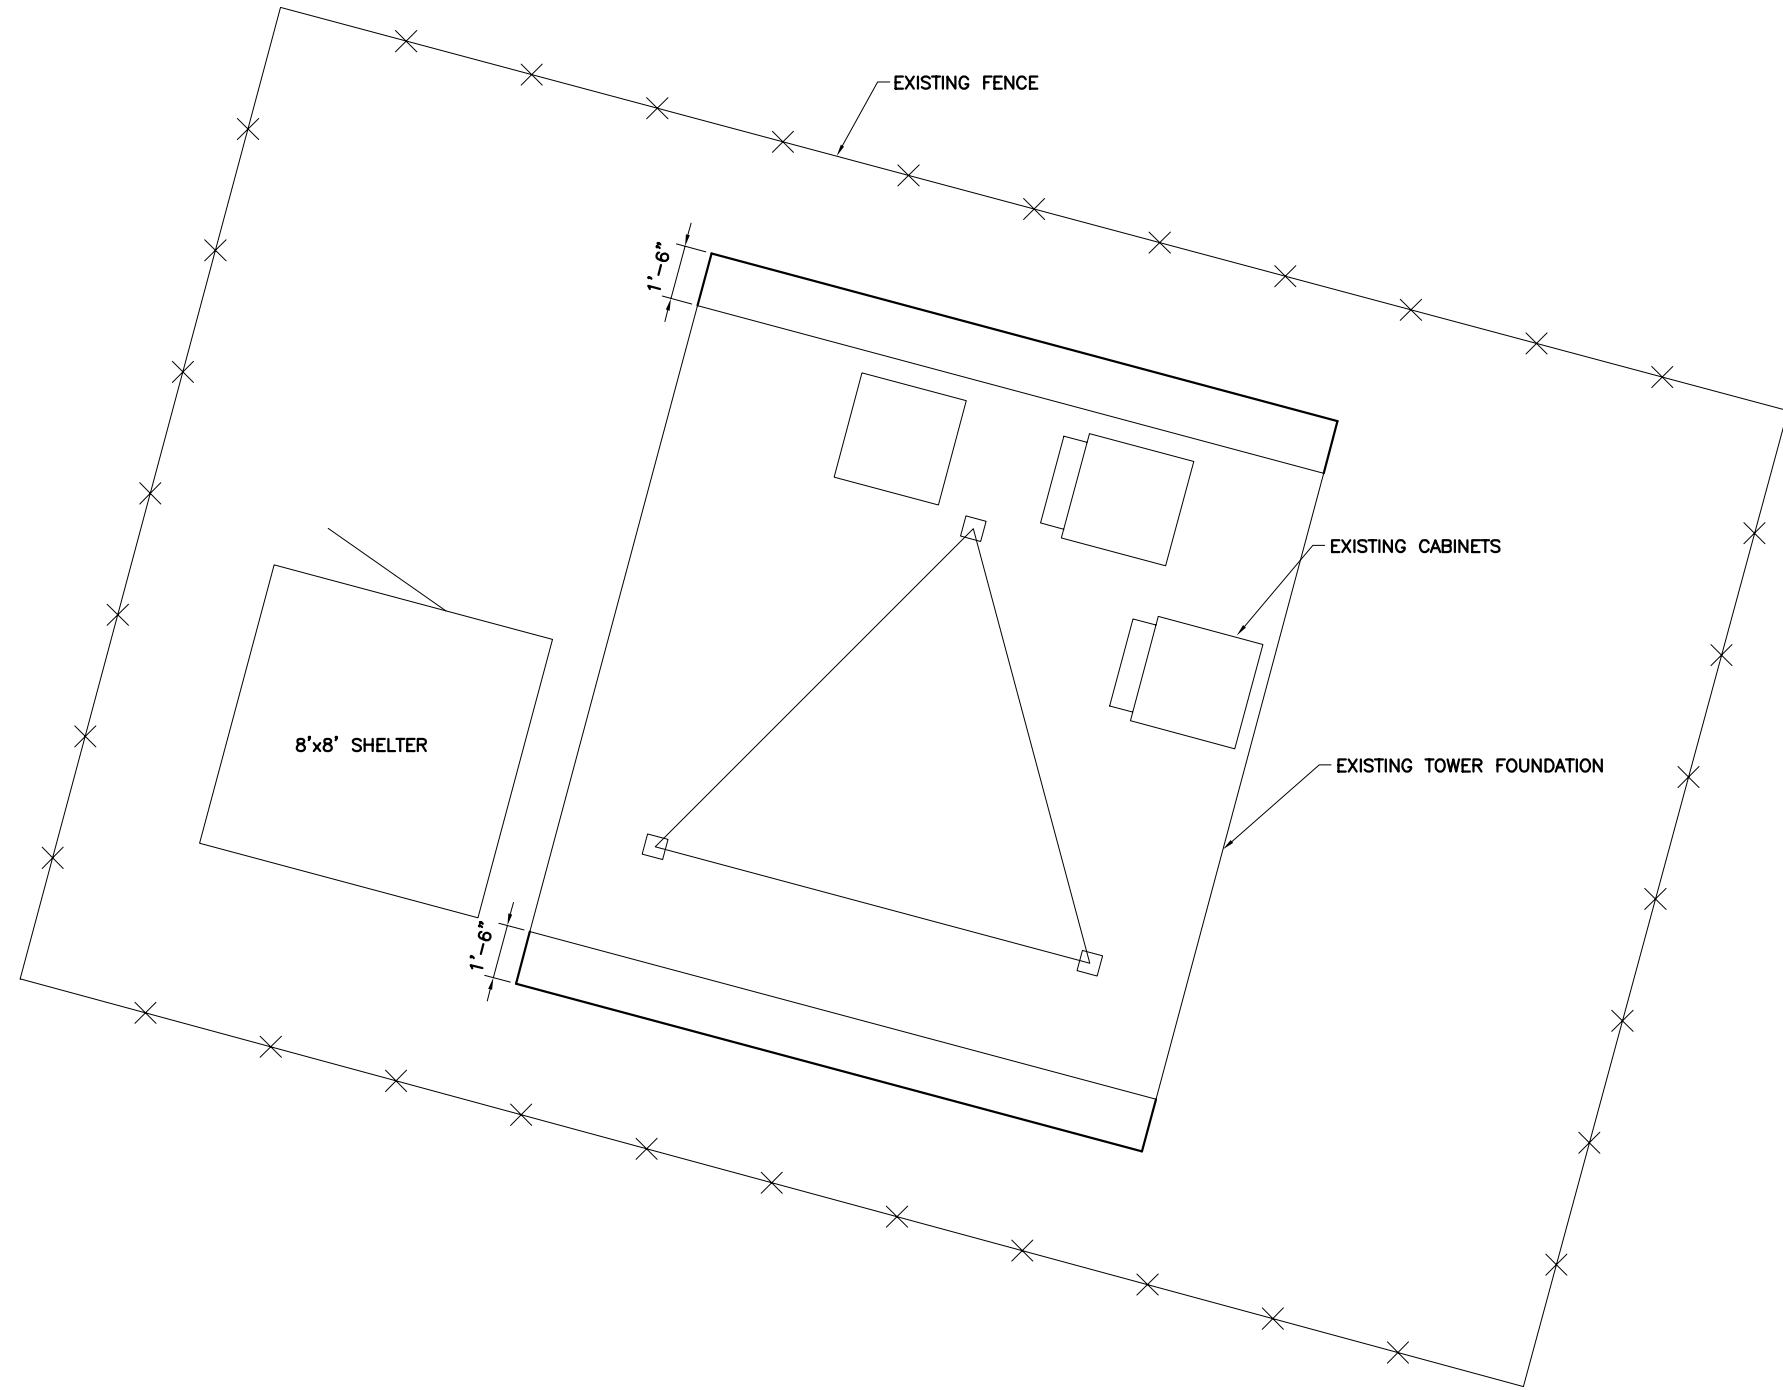 EXISTING FENCE
1'-6"
EXISTING CABINETS
8'x8' SHELTER
EXISTING TOWER FOUNDATION
1'-6"